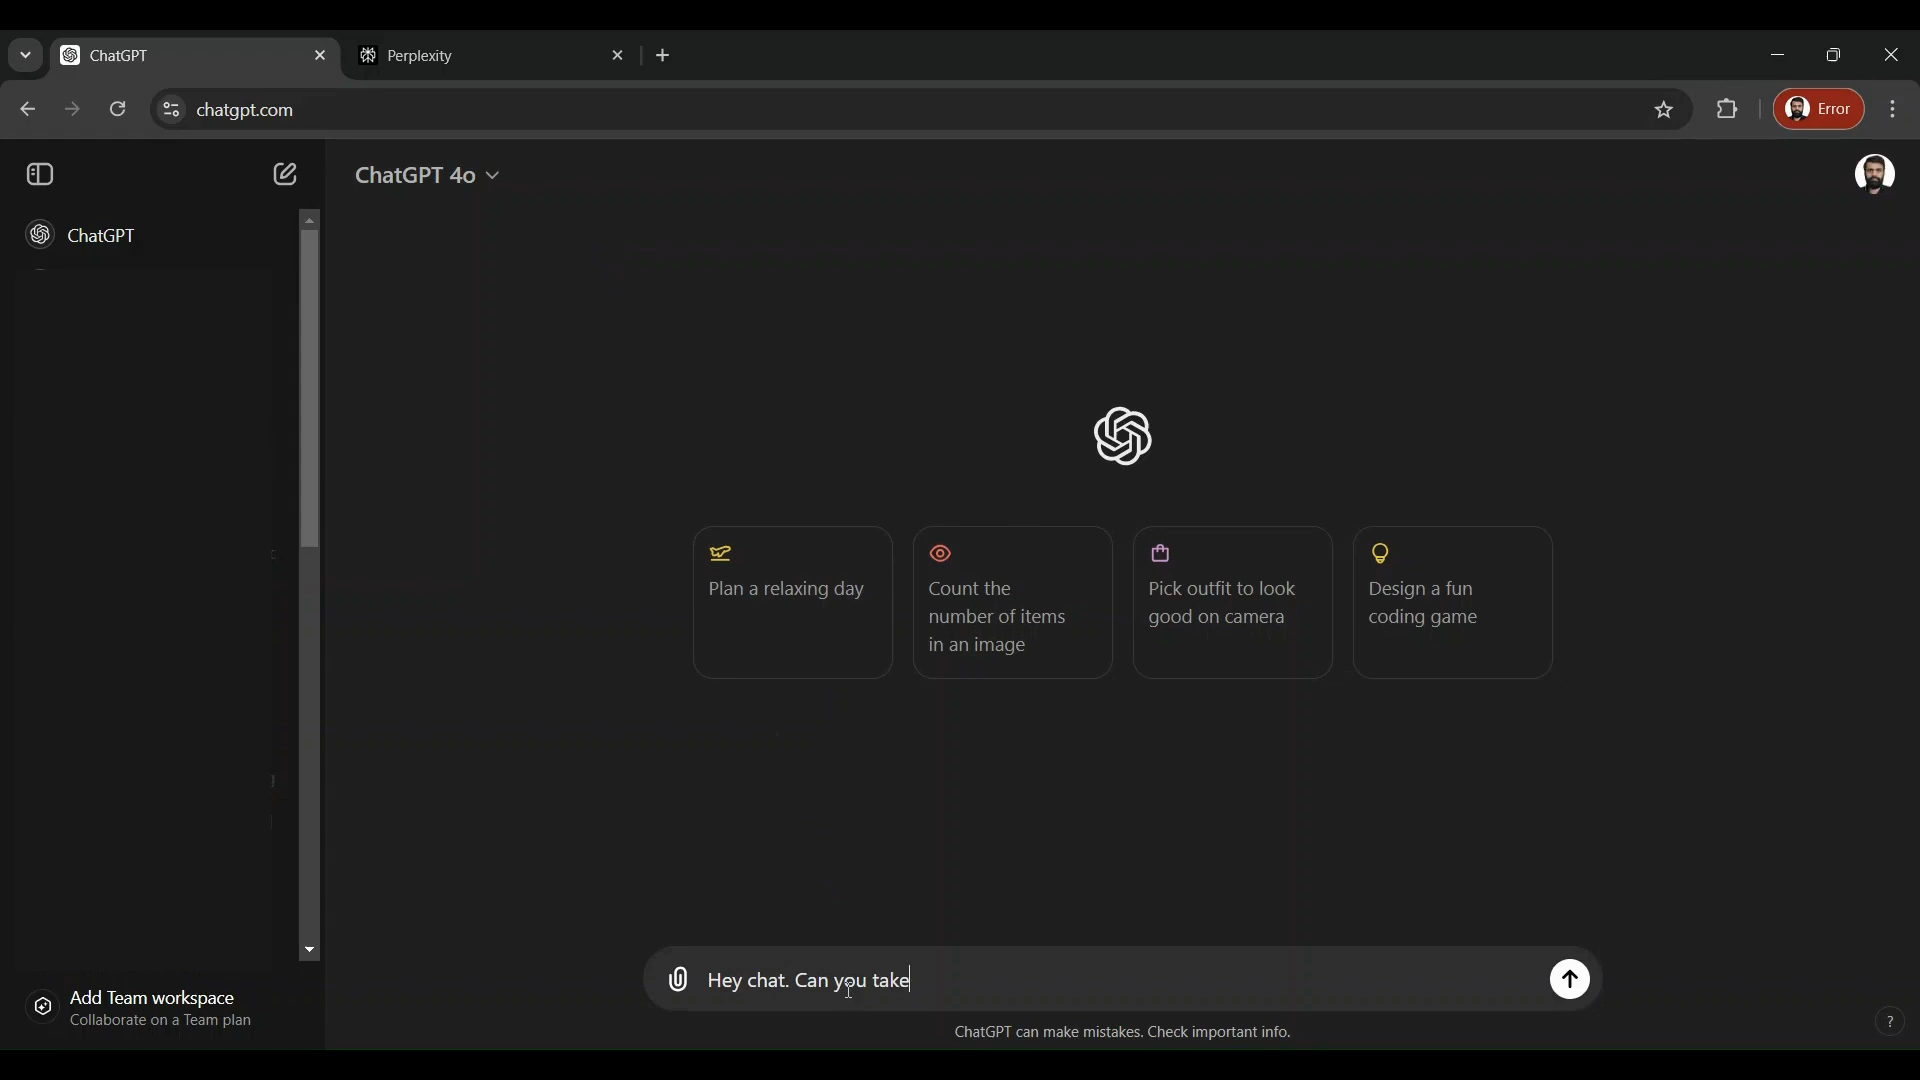 ChatGPT
Perplexity
chatgpt.com
Error
ChatGPT 4o
ChatGPT
Plan a relaxing day
Count the
number of items
in an image
Pick outfit to look
good on camera
Design a fun
coding game
Hey chat. Can you take
Add Team workspace
Collaborate on a Team plan
ChatGPT can make mistakes. Check important info.
?